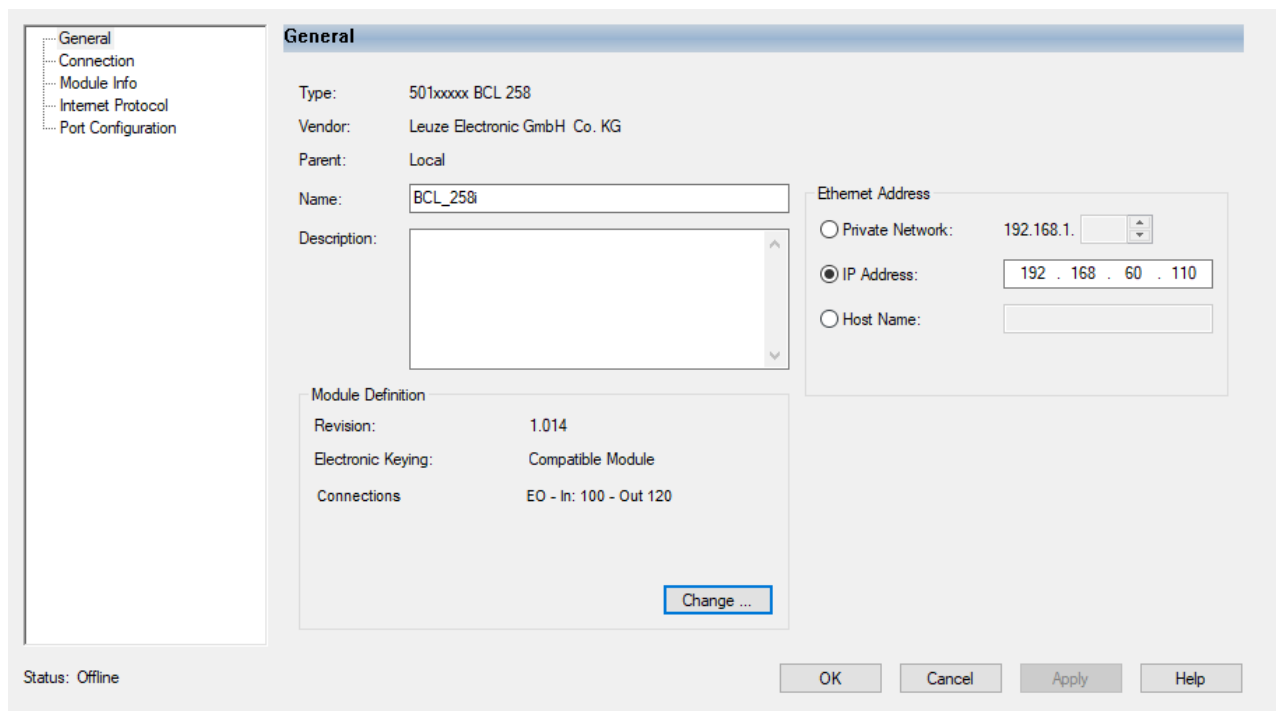 General
Connection
Module Info
Internet Protocol
Port Configuration
General
Type: 501xxxxx BCL 258
Vendor: Leuze Electronic GmbH Co. KG
Parent: Local
Name: BCL_258i
Description:
Ethernet Address
Private Network: 192.168.1.
IP Address: 192 . 168 . 60 . 110
Host Name:
Module Definition
Revision: 1.014
Electronic Keying: Compatible Module
Connections EO - In: 100 - Out 120
Change ...
Status: Offline
OK Cancel Apply Help